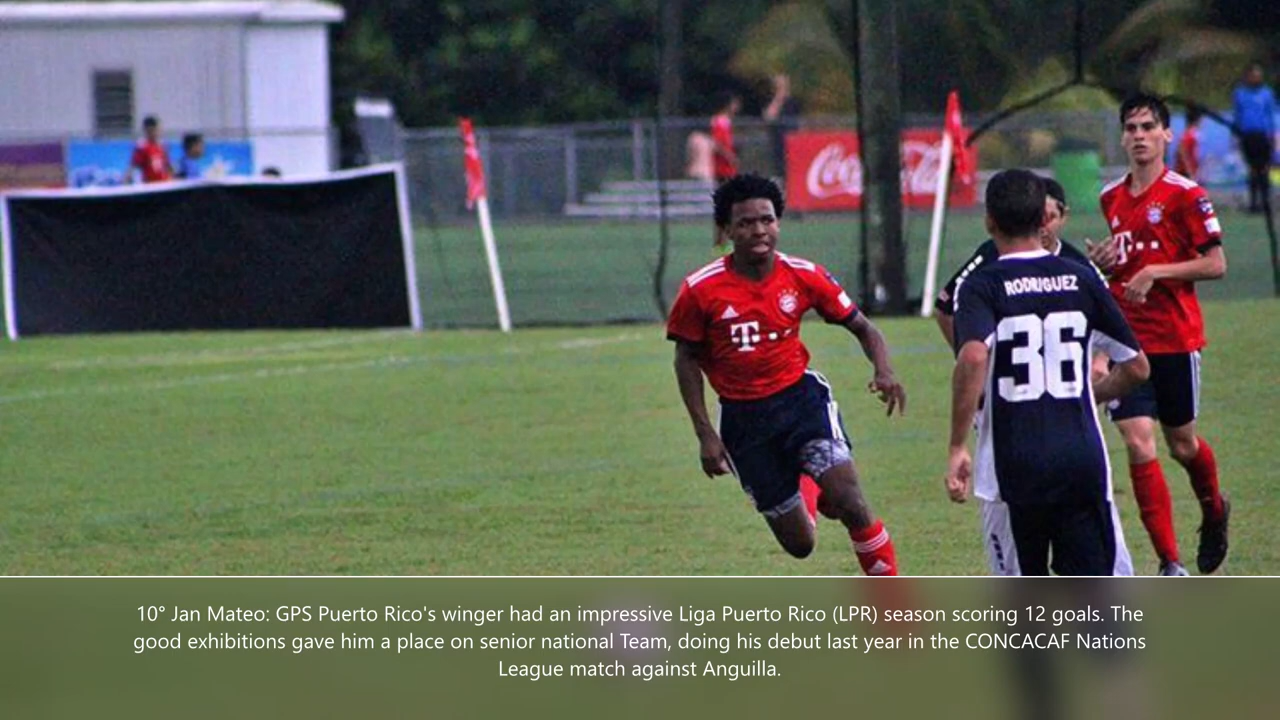 Coca-Cola
T
T
RODRIGUEZ
36
10° Jan Mateo: GPS Puerto Rico's winger had an impressive Liga Puerto Rico (LPR) season scoring 12 goals. The
good exhibitions gave him a place on senior national Team, doing his debut last year in the CONCACAF Nations
League match against Anguilla.